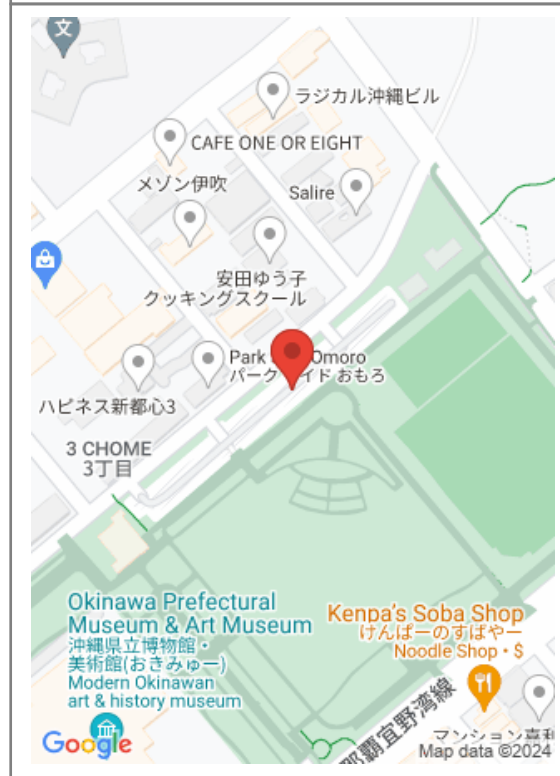 文
ラジカル沖縄ビル
CAFE ONE OR EIGHT
メゾン伊吹
Salire
安田ゆう子
クッキングスクール
Park Omoro
パーク イド おもろ
ハピネス新都心3
3 CHOME
3丁目
Okinawa Prefectural
Museum & Art Museum
沖縄県立博物館・
美術館(おきみゅー)
Modern Okinawan
art & history museum
Kenpa's Soba Shop
けんぱーのすばやー
Noodle Shop・$
那覇宜野湾線
マンション喜
Google
Map data ©2024